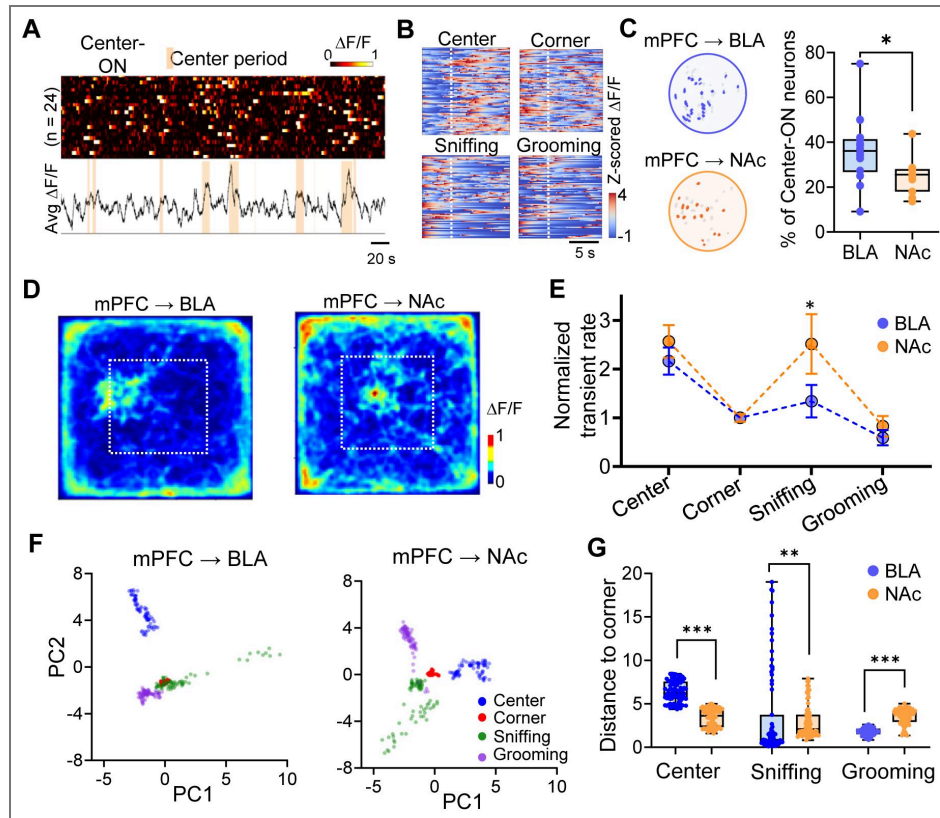 A
Center-
ON
Center period
ΔF/F
0 1
(n = 24)
Avg ΔF/F
20 s
B
Center Corner
Sniffing Grooming
Z-scored ΔF/F
4
-1
5 s
C
mPFC → BLA
mPFC → NAc
% of Center-ON neurons
80
60
40
20
0
*
BLA NAc
D
mPFC → BLA
mPFC → NAc
ΔF/F
1
0
E
Normalized
transient rate
3
2
1
0
*
BLA
NAc
Center
Corner
Sniffing
Grooming
F
mPFC → BLA
mPFC → NAc
PC2
8
4
0
-4
-8
-5 0 5 10
PC1
8
4
0
-4
-8
-5 0 5 10
PC1
Center
Corner
Sniffing
Grooming
G
Distance to corner
20
15
10
5
0
***
**
***
BLA
NAc
Center Sniffing Grooming